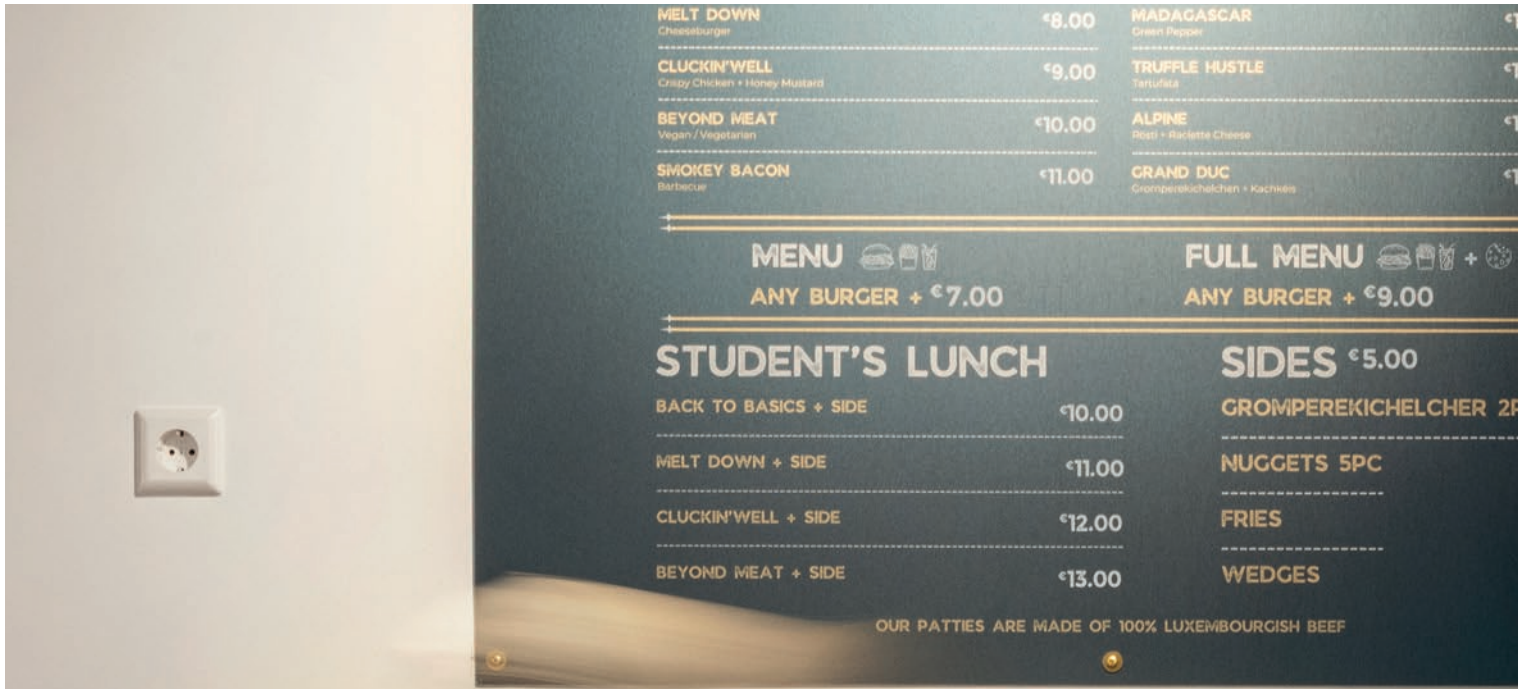 MELT DOWN €8.00
Cheeseburger
CLUCKIN'WELL €9.00
Crispy Chicken + Honey Mustard
BEYOND MEAT €10.00
Vegan / Vegetarian
SMOKEY BACON €11.00
Barbecue
MADAGASCAR
Green Pepper
TRUFFLE HUSTLE
Tartufata
ALPINE
Rösti + Raclette Cheese
GRAND DUC
Gromperekichelchen + Kachkéis
MENU
ANY BURGER + €7.00
FULL MENU +
ANY BURGER + €9.00
STUDENT'S LUNCH
BACK TO BASICS + SIDE €10.00
MELT DOWN + SIDE €11.00
CLUCKIN'WELL + SIDE €12.00
BEYOND MEAT + SIDE €13.00
SIDES €5.00
GROMPEREKICHELCHER
NUGGETS 5PC
FRIES
WEDGES
OUR PATTIES ARE MADE OF 100% LUXEMBOURGISH BEEF